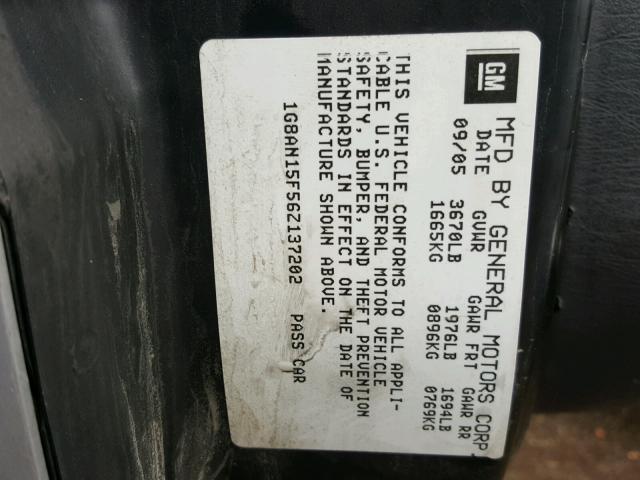 GM
MFD BY GENERAL MOTORS CORP.
DATE GVWR GAWR FRT GAWR RR
09/05 3670LB 1976LB 1694LB
1665KG 0896KG 0769KG
THIS VEHICLE CONFORMS TO ALL APPLI-
CABLE U.S. FEDERAL MOTOR VEHICLE
SAFETY, BUMPER, AND THEFT PREVENTION
STANDARDS IN EFFECT ON THE DATE OF
MANUFACTURE SHOWN ABOVE.
1G8AN15F56Z137202 PASS CAR